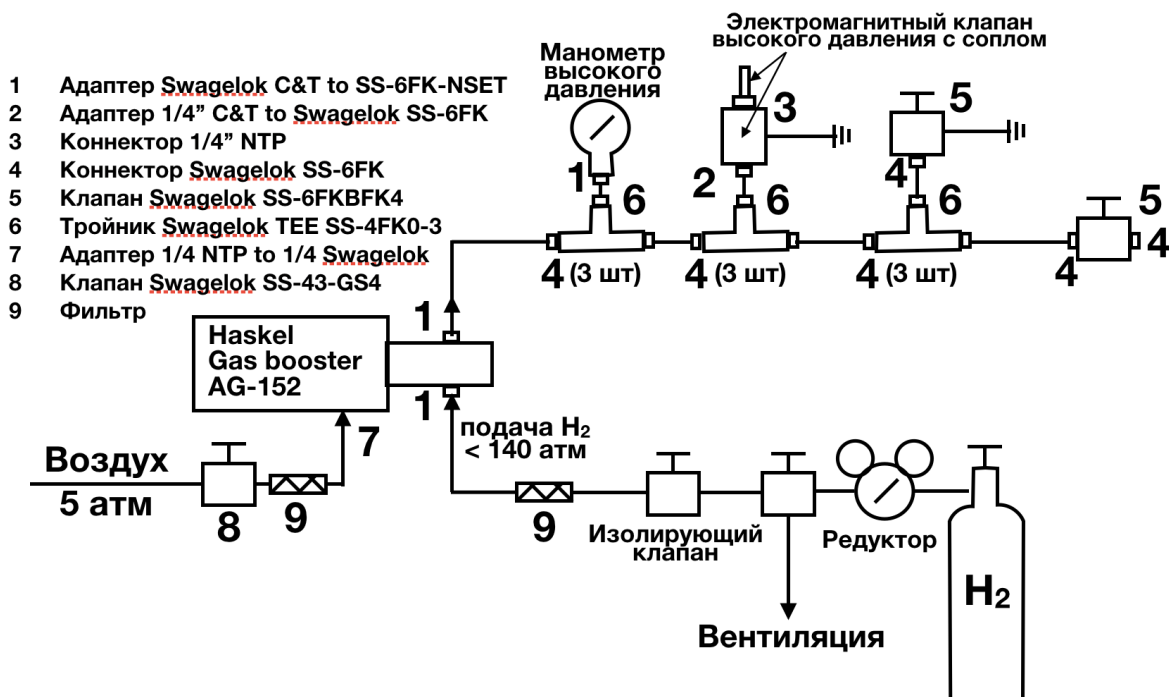 Электромагнитный клапан
высокого давления с соплом
Манометр
высокого
давления
1 Адаптер Swagelok C&T to SS-6FK-NSET
2 Адаптер 1/4” C&T to Swagelok SS-6FK
3 Коннектор 1/4” NTP
4 Коннектор Swagelok SS-6FK
5 Клапан Swagelok SS-6FKBFK4
6 Тройник Swagelok TEE SS-4FK0-3
7 Адаптер 1/4 NTP to 1/4 Swagelok
8 Клапан Swagelok SS-43-GS4
9 Фильтр
3
5
1
6
2
6
4
6
5
4 (3 шт)
4 (3 шт)
4 (3 шт)
4
4
1
Haskel
Gas booster
AG-152
1
7
подача H₂
< 140 атм
Воздух
5 атм
8
9
9
Изолирующий
клапан
Редуктор
H₂
Вентиляция